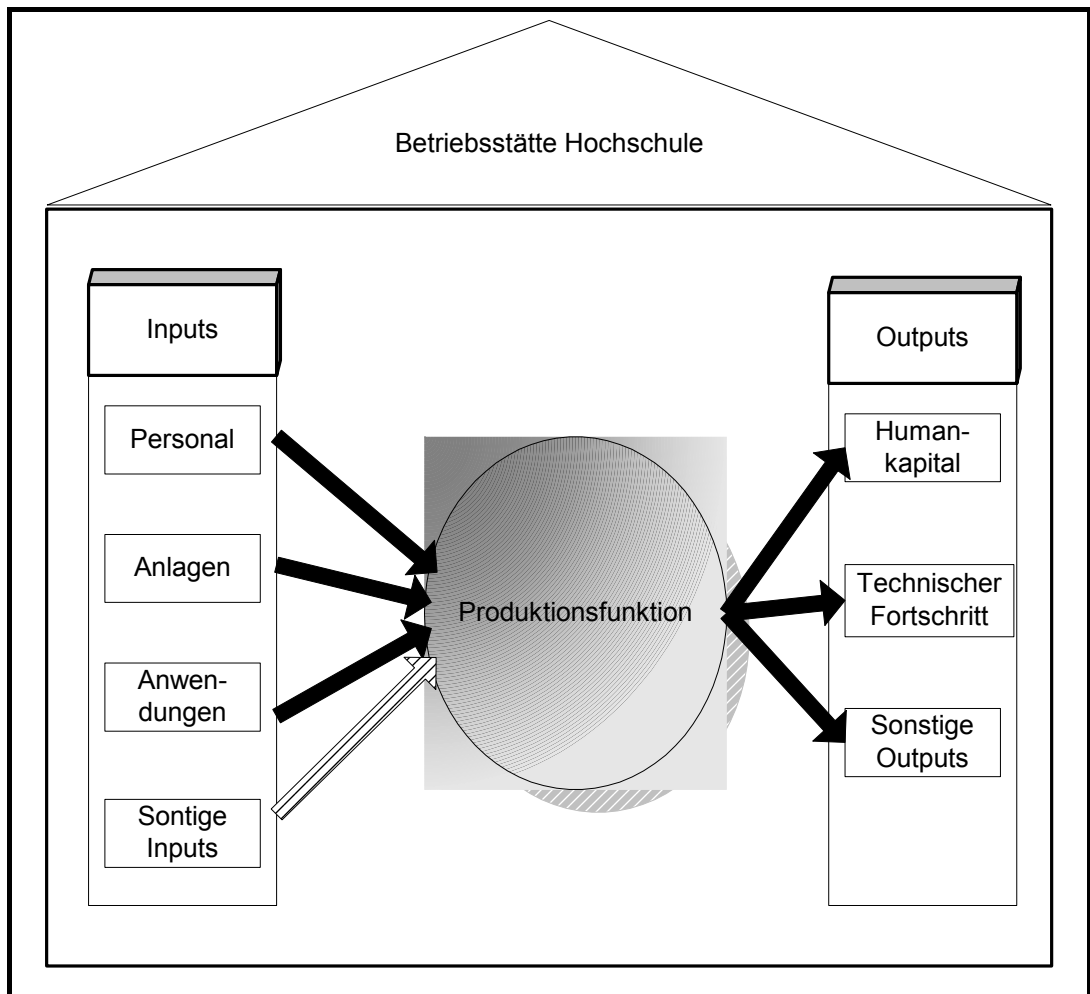 Betriebsstätte Hochschule
Inputs
Personal
Anlagen
Anwen-
dungen
Sontige
Inputs
Produktionsfunktion
Outputs
Human-
kapital
Technischer
Fortschritt
Sonstige
Outputs